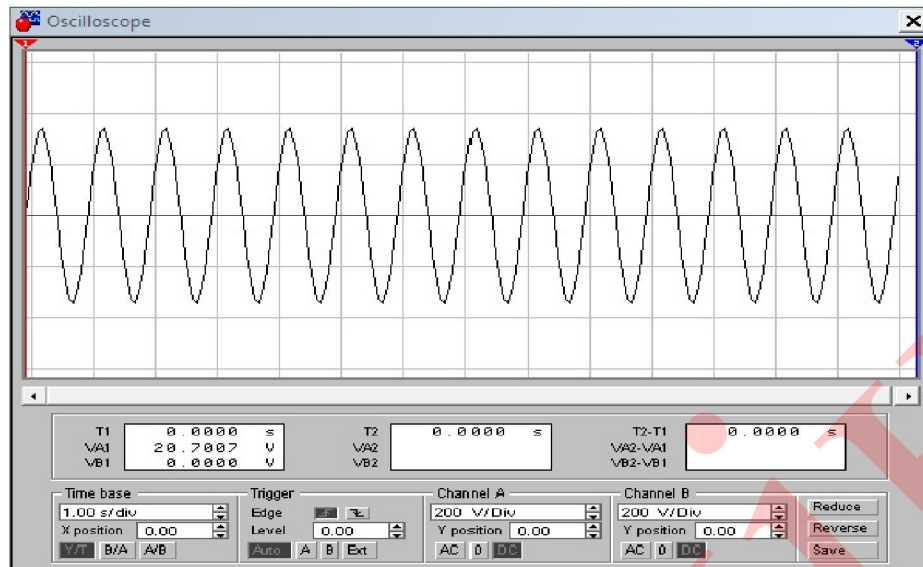 Oscilloscope
1 2
T1 0.0000 s T2 0.0000 s T2-T1 0.0000 s
VA1 20.7007 V VA2 VA2-VA1
VB1 0.0000 V VB2 VB2-VB1
Time base Trigger Channel A Channel B
1.00 s/div Edge 200 V/Div 200 V/Div Reduce
X position 0.00 Level 0.00 Y position 0.00 Y position 0.00 Reverse
Y/T B/A A/B Auto A B Ext AC 0 DC AC 0 DC Save